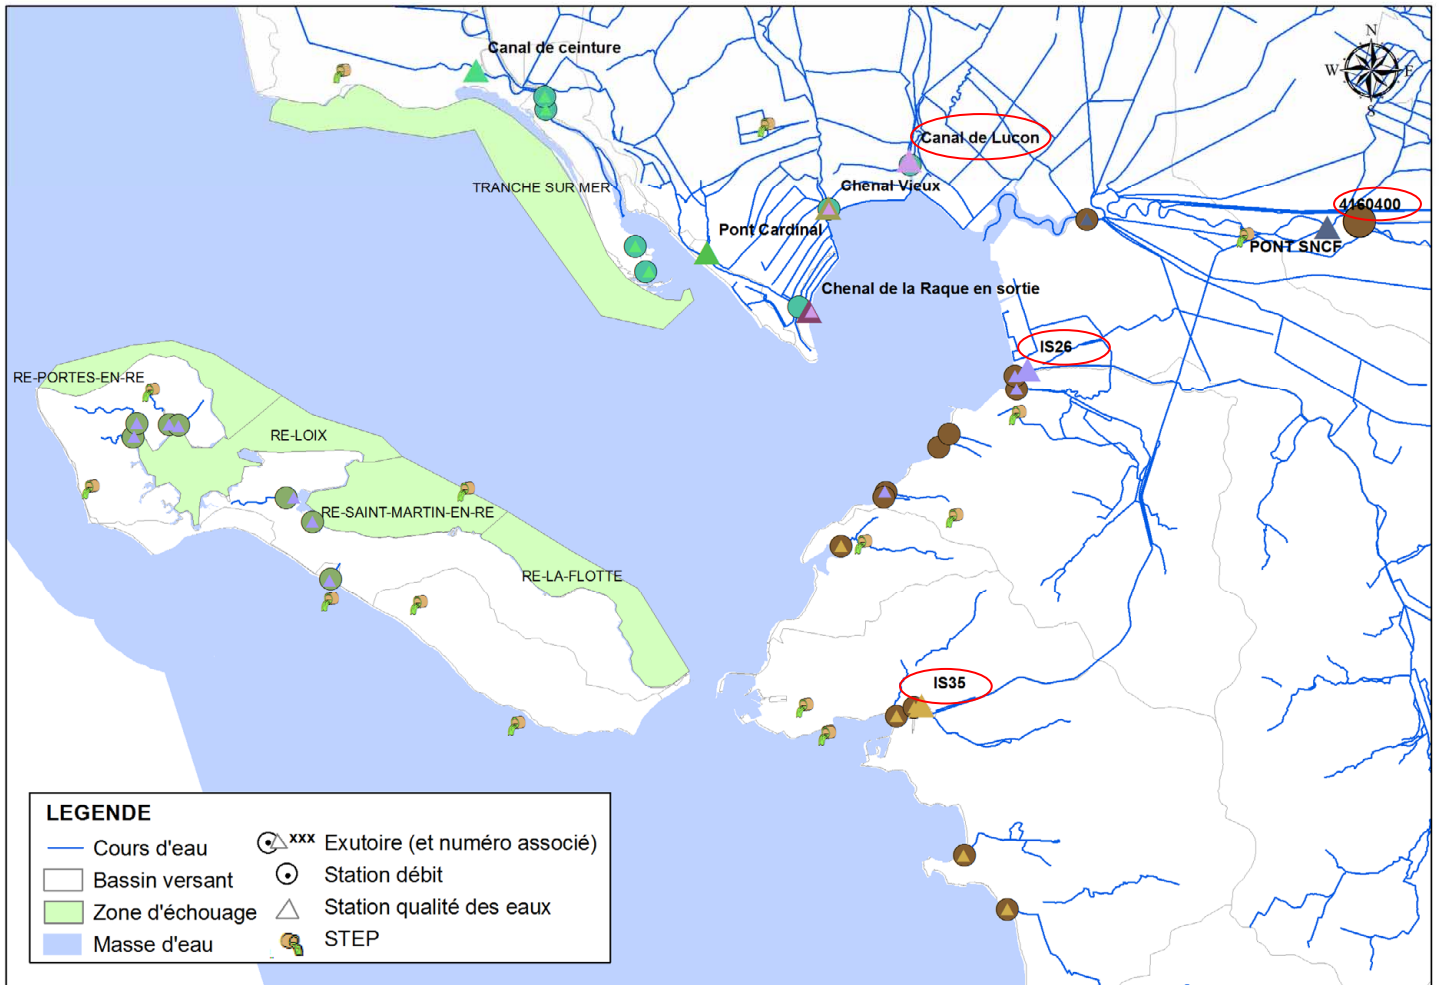 N
W
E
S
Canal de ceinture
Canal de Lucon
TRANCHE SUR MER
Chenal Vieux
4160400
Pont Cardinal
PONT SNCF
Chenal de la Raque en sortie
IS26
RE-PORTES-EN-RE
RE-LOIX
RE-SAINT-MARTIN-EN-RE
RE-LA-FLOTTE
IS35
LEGENDE
Cours d'eau
Bassin versant
Zone d'échouage
Masse d'eau
xxx Exutoire (et numéro associé)
Station débit
Station qualité des eaux
STEP